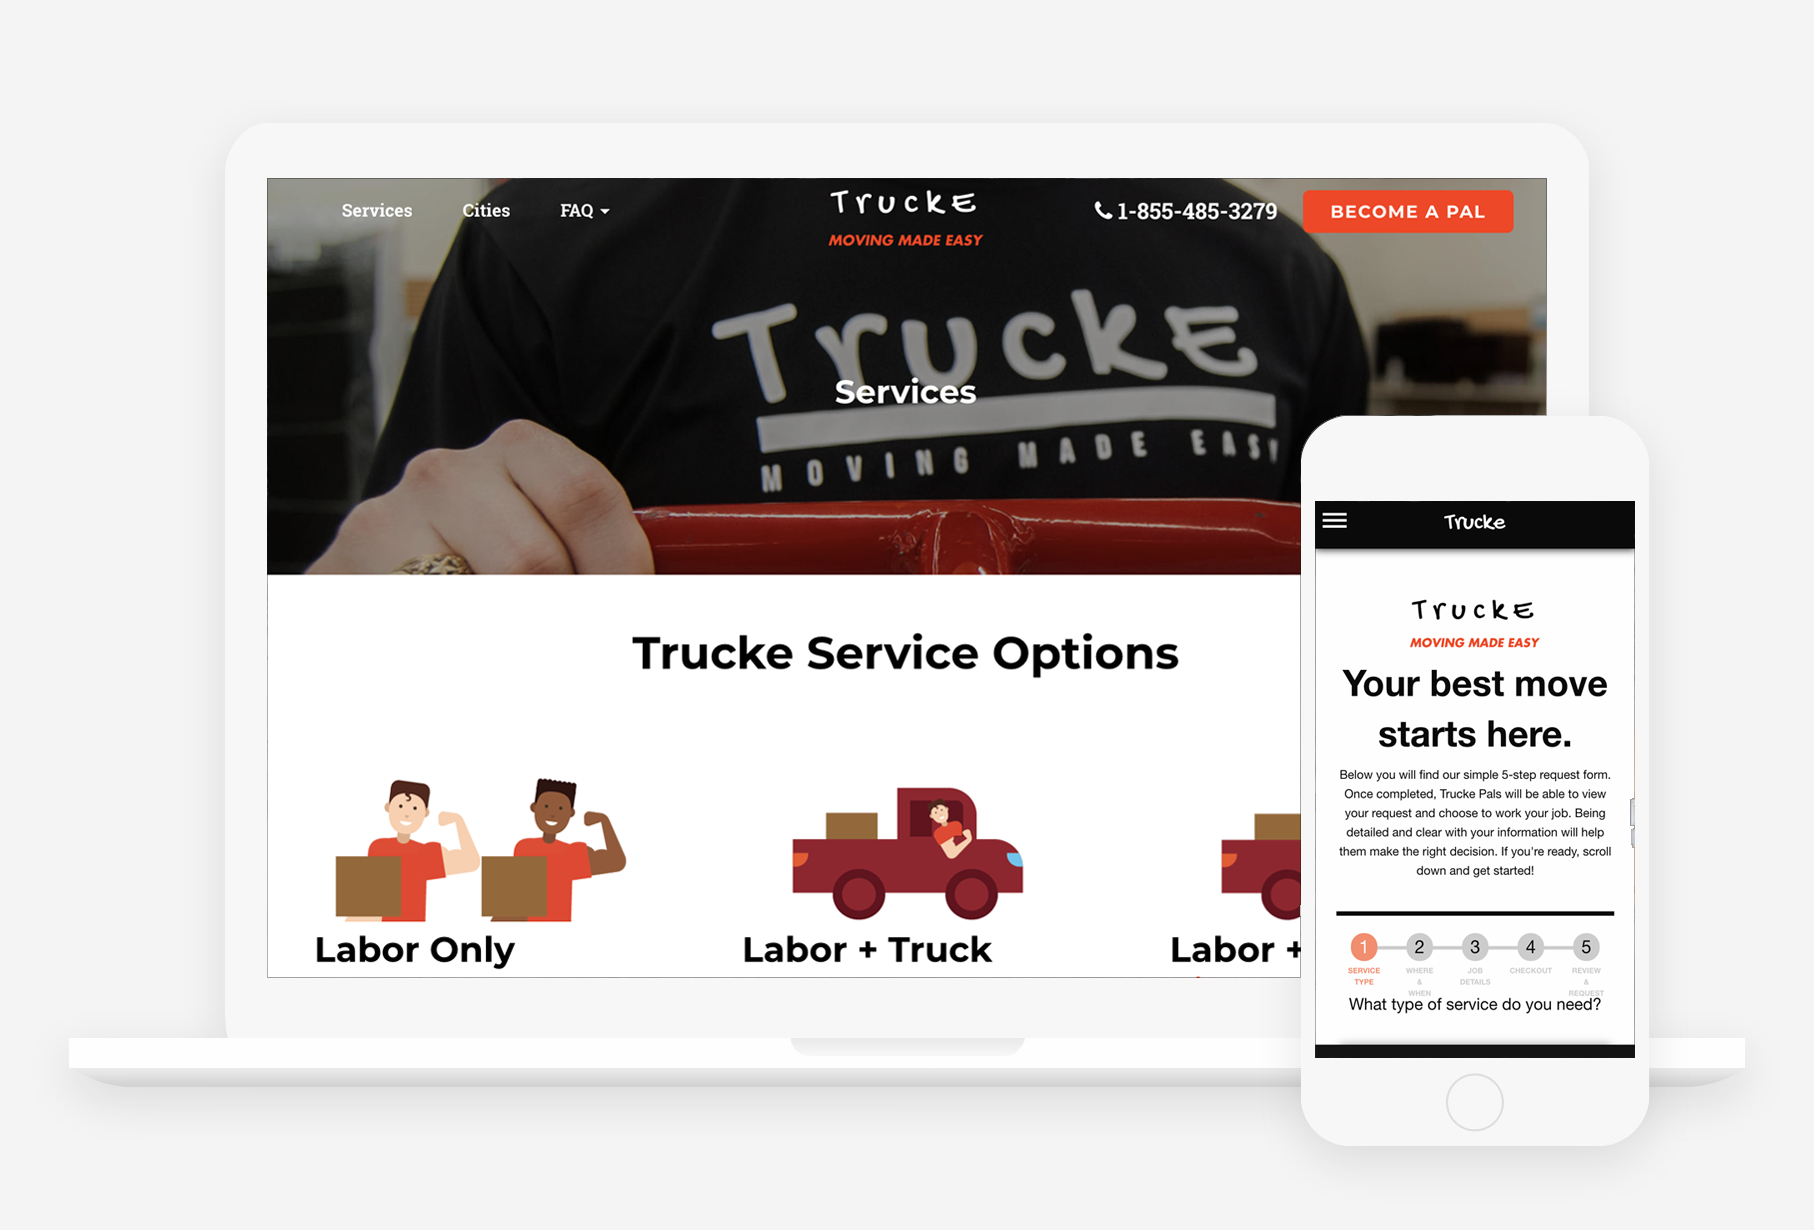 Services
Cities
FAQ
Trucke
MOVING MADE EASY
1-855-485-3279
BECOME A PAL
Trucke
Services
MOVING MADE EASY
Trucke Service Options
Labor Only
Labor + Truck
Labor +
Trucke
Trucke
MOVING MADE EASY
Your best move
starts here.
Below you will find our simple 5-step request form.
Once completed, Trucke Pals will be able to view
your request and choose to work your job. Being
detailed and clear with your information will help
them make the right decision. If you're ready, scroll
down and get started!
1 2 3 4 5
SERVICE
TYPE
WHERE
&
WHEN
JOB
DETAILS
CHECKOUT
REVIEW
&
REQUEST
What type of service do you need?